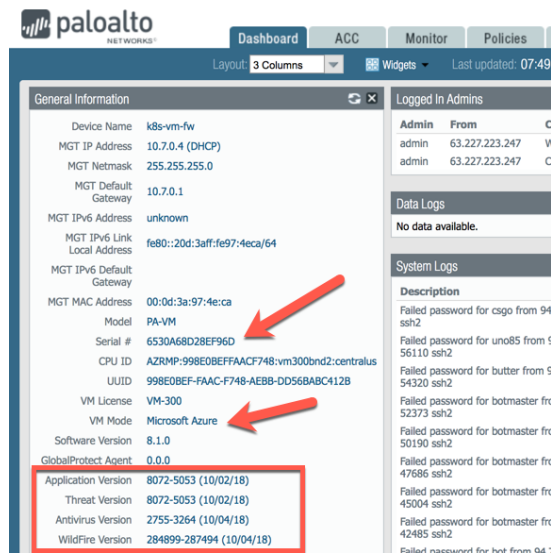 paloalto
NETWORKS®
Dashboard ACC Monitor Policies
Layout: 3 Columns Widgets Last updated: 07:49
General Information
Device Name k8s-vm-fw
MGT IP Address 10.7.0.4 (DHCP)
MGT Netmask 255.255.255.0
MGT Default
Gateway 10.7.0.1
MGT IPv6 Address unknown
MGT IPv6 Link
Local Address fe80::20d:3aff:fe97:4eca/64
MGT IPv6 Default
Gateway
MGT MAC Address 00:0d:3a:97:4e:ca
Model PA-VM
Serial # 6530A68D28EF96D
CPU ID AZRMP:998E0BEFFAACF748:vm300bnd2:centralus
UUID 998E0BEF-FAAC-F748-AEBB-DD56BABC412B
VM License VM-300
VM Mode Microsoft Azure
Software Version 8.1.0
GlobalProtect Agent 0.0.0
Application Version 8072-5053 (10/02/18)
Threat Version 8072-5053 (10/02/18)
Antivirus Version 2755-3264 (10/04/18)
WildFire Version 284899-287494 (10/04/18)
Logged In Admins
Admin From
admin 63.227.223.247
admin 63.227.223.247
Data Logs
No data available.
System Logs
Description
Failed password for csgo from 94
ssh2
Failed password for uno85 from 9
56110 ssh2
Failed password for butter from 9
54320 ssh2
Failed password for botmaster fro
52373 ssh2
Failed password for botmaster fro
50190 ssh2
Failed password for botmaster fro
47686 ssh2
Failed password for botmaster fro
45004 ssh2
Failed password for botmaster fro
42485 ssh2
Failed password for bot from 94.